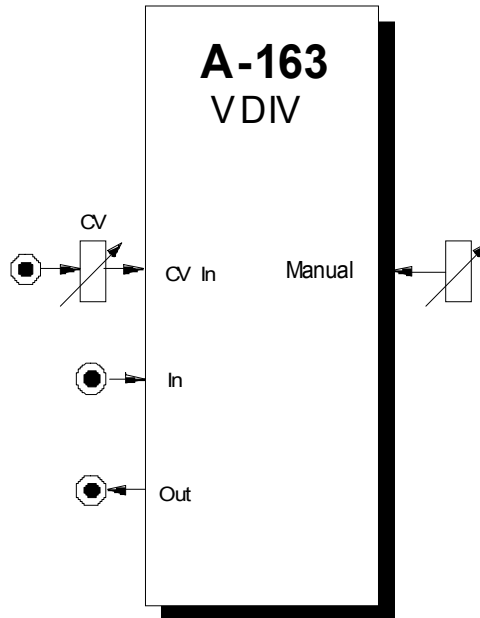 A-163
VDIV
CV
CV In
Manual
In
Out